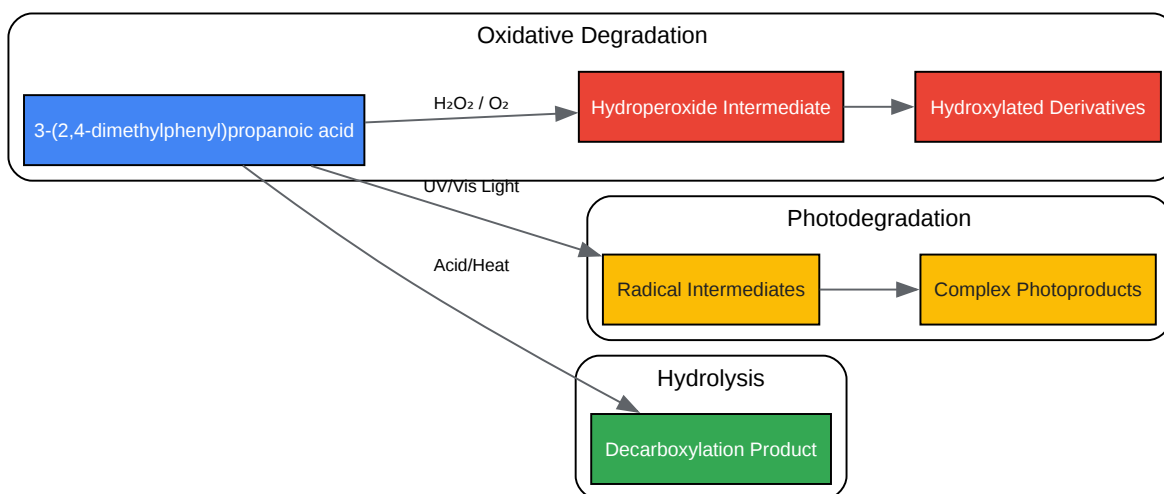 Oxidative Degradation
3-(2,4-dimethylphenyl)propanoic acid
H₂O₂ / O₂
Hydroperoxide Intermediate
Hydroxylated Derivatives
UV/Vis Light
Photodegradation
Acid/Heat
Radical Intermediates
Complex Photoproducts
Hydrolysis
Decarboxylation Product